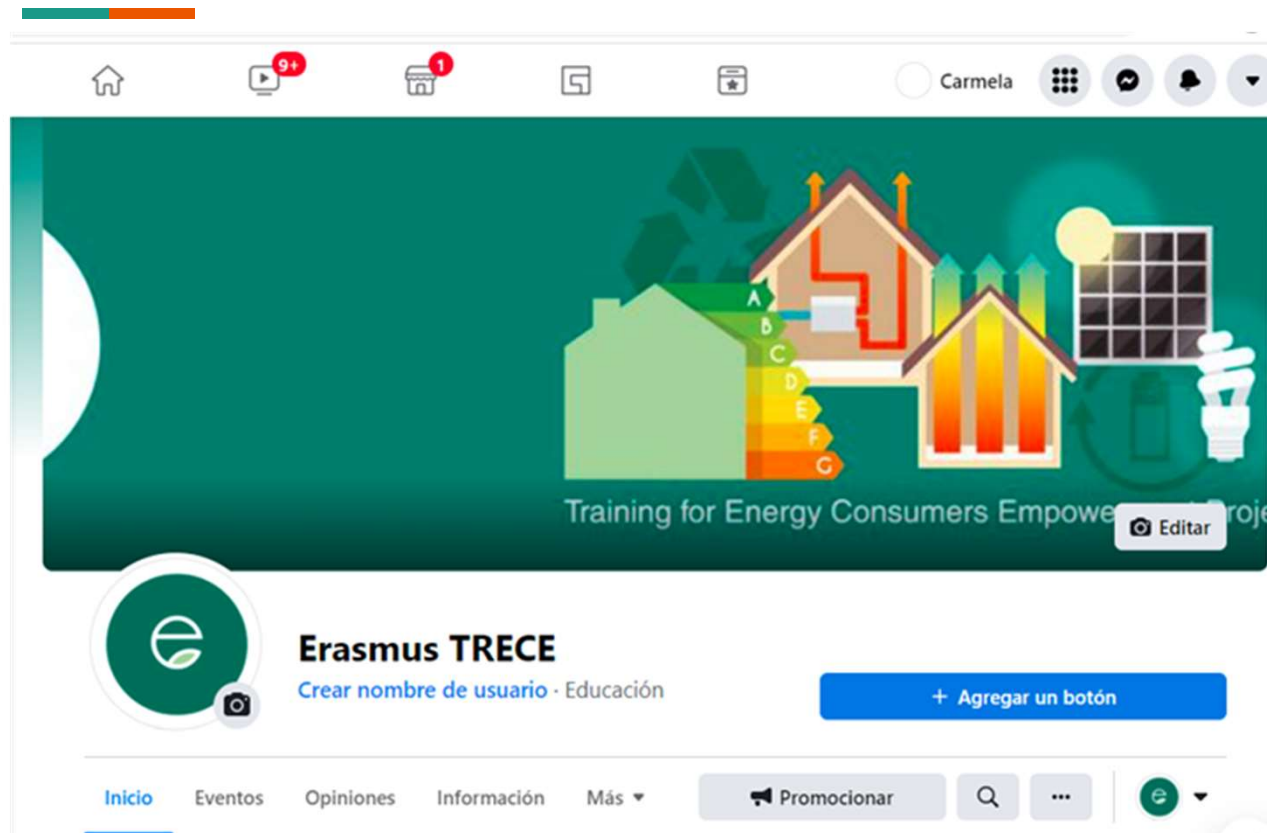 9+
1
Carmela
A
B
C
D
E
F
G
Training for Energy Consumers
Editar
e
Erasmus TRECE
Crear nombre de usuario · Educación
+ Agregar un botón
Inicio Eventos Opiniones Información Más Promocionar ... e